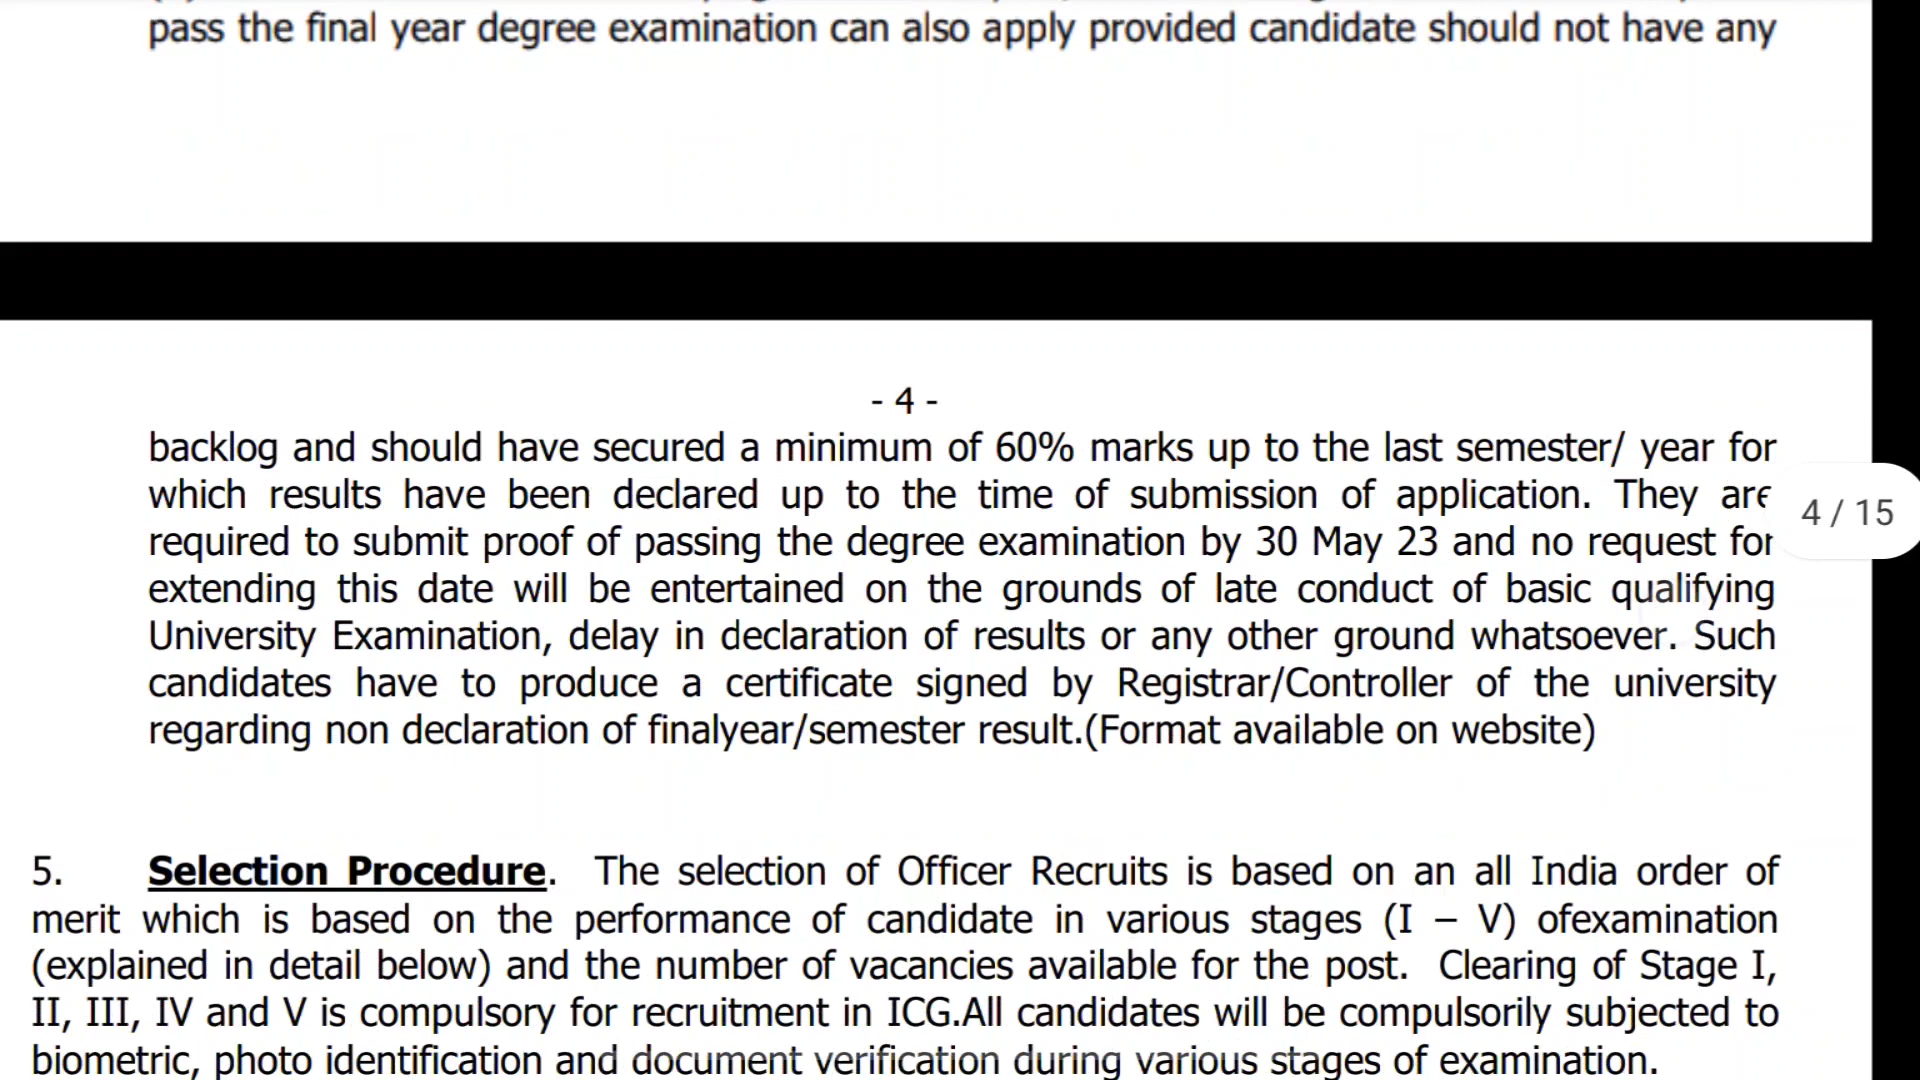 pass the final year degree examination can also apply provided candidate should not have any
- 4 -
backlog and should have secured a minimum of 60% marks up to the last semester/ year for
which results have been declared up to the time of submission of application. They are
4 / 15
required to submit proof of passing the degree examination by 30 May 23 and no request for
extending this date will be entertained on the grounds of late conduct of basic qualifying
University Examination, delay in declaration of results or any other ground whatsoever. Such
candidates have to produce a certificate signed by Registrar/Controller of the university
regarding non declaration of finalyear/semester result.(Format available on website)
5. Selection Procedure. The selection of Officer Recruits is based on an all India order of
merit which is based on the performance of candidate in various stages (I – V) ofexamination
(explained in detail below) and the number of vacancies available for the post. Clearing of Stage I,
II, III, IV and V is compulsory for recruitment in ICG.All candidates will be compulsorily subjected to
biometric, photo identification and document verification during various stages of examination.